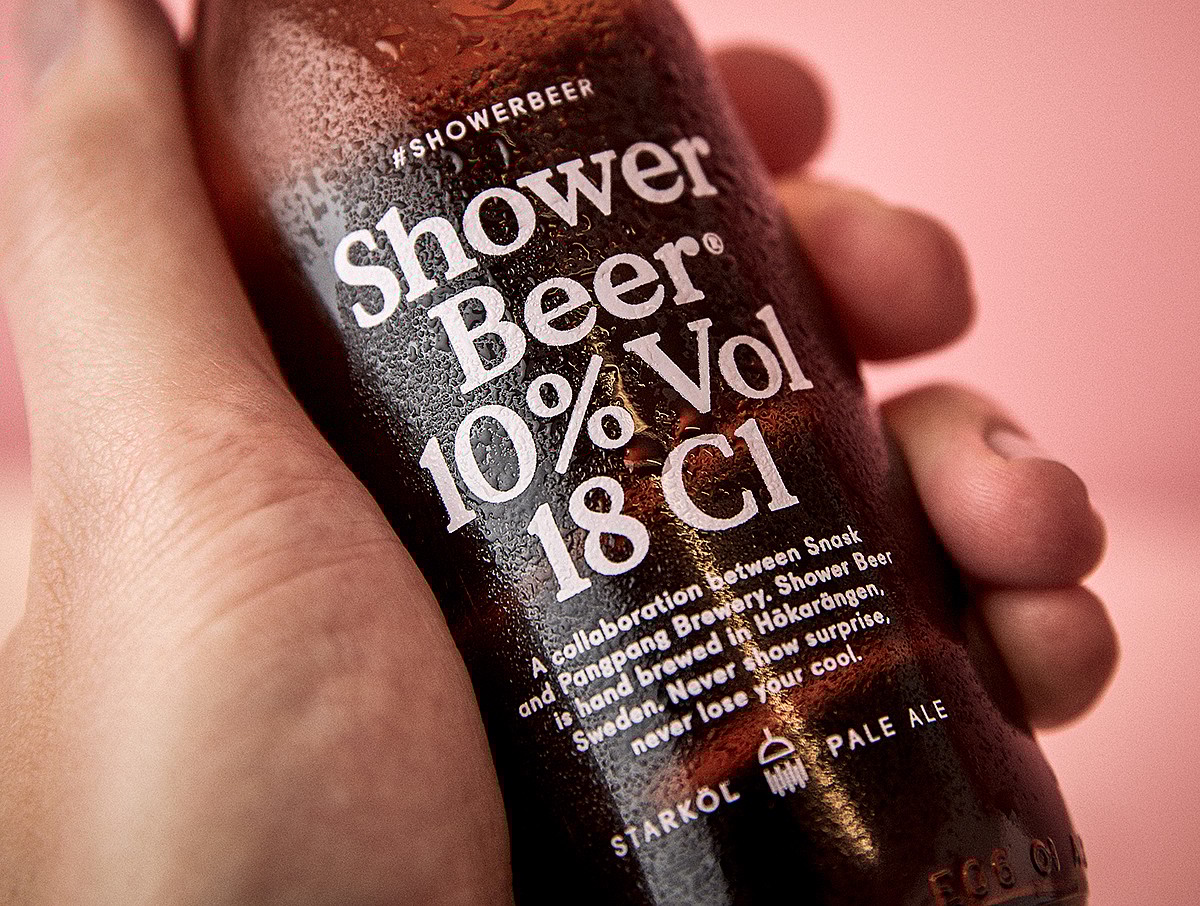 #SHOWERBEER
Shower
Beer®
10% Vol
18 Cl
A collaboration between Snask
and Pangpang Brewery. Shower Beer
is hand brewed in Hökarängen,
Sweden. Never show surprise,
never lose your cool.
STARKÖL PALE ALE